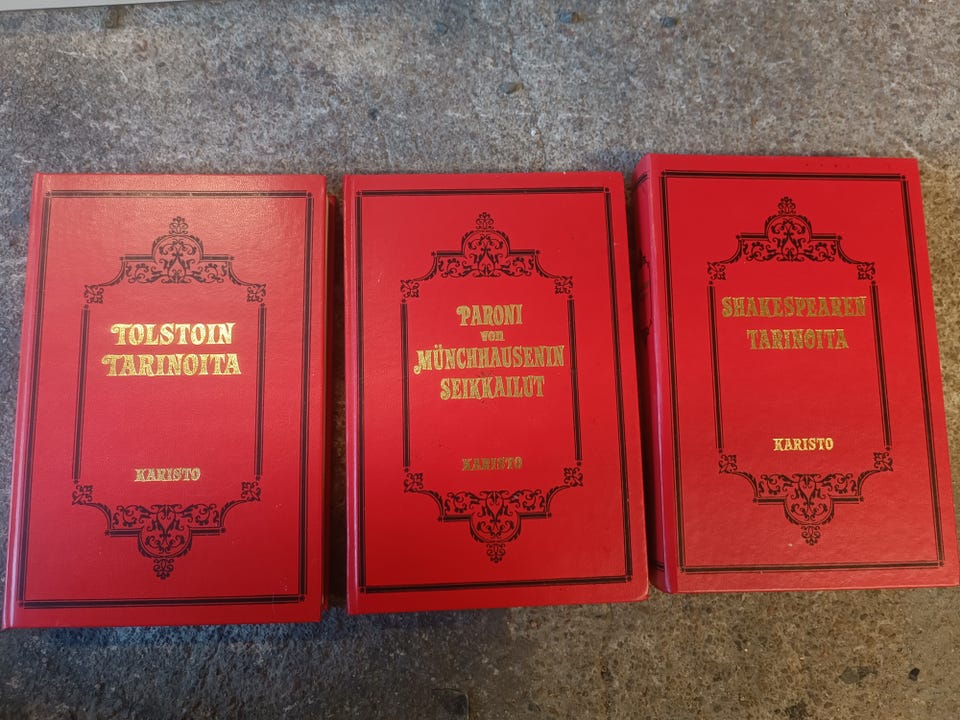 TOLSTOIN
TARINOITA
KARISTO
PARONI
von
MÜNCHHAUSENIN
SEIKKAILUT
KARISTO
SHAKESPEAREN
TARINOITA
KARISTO